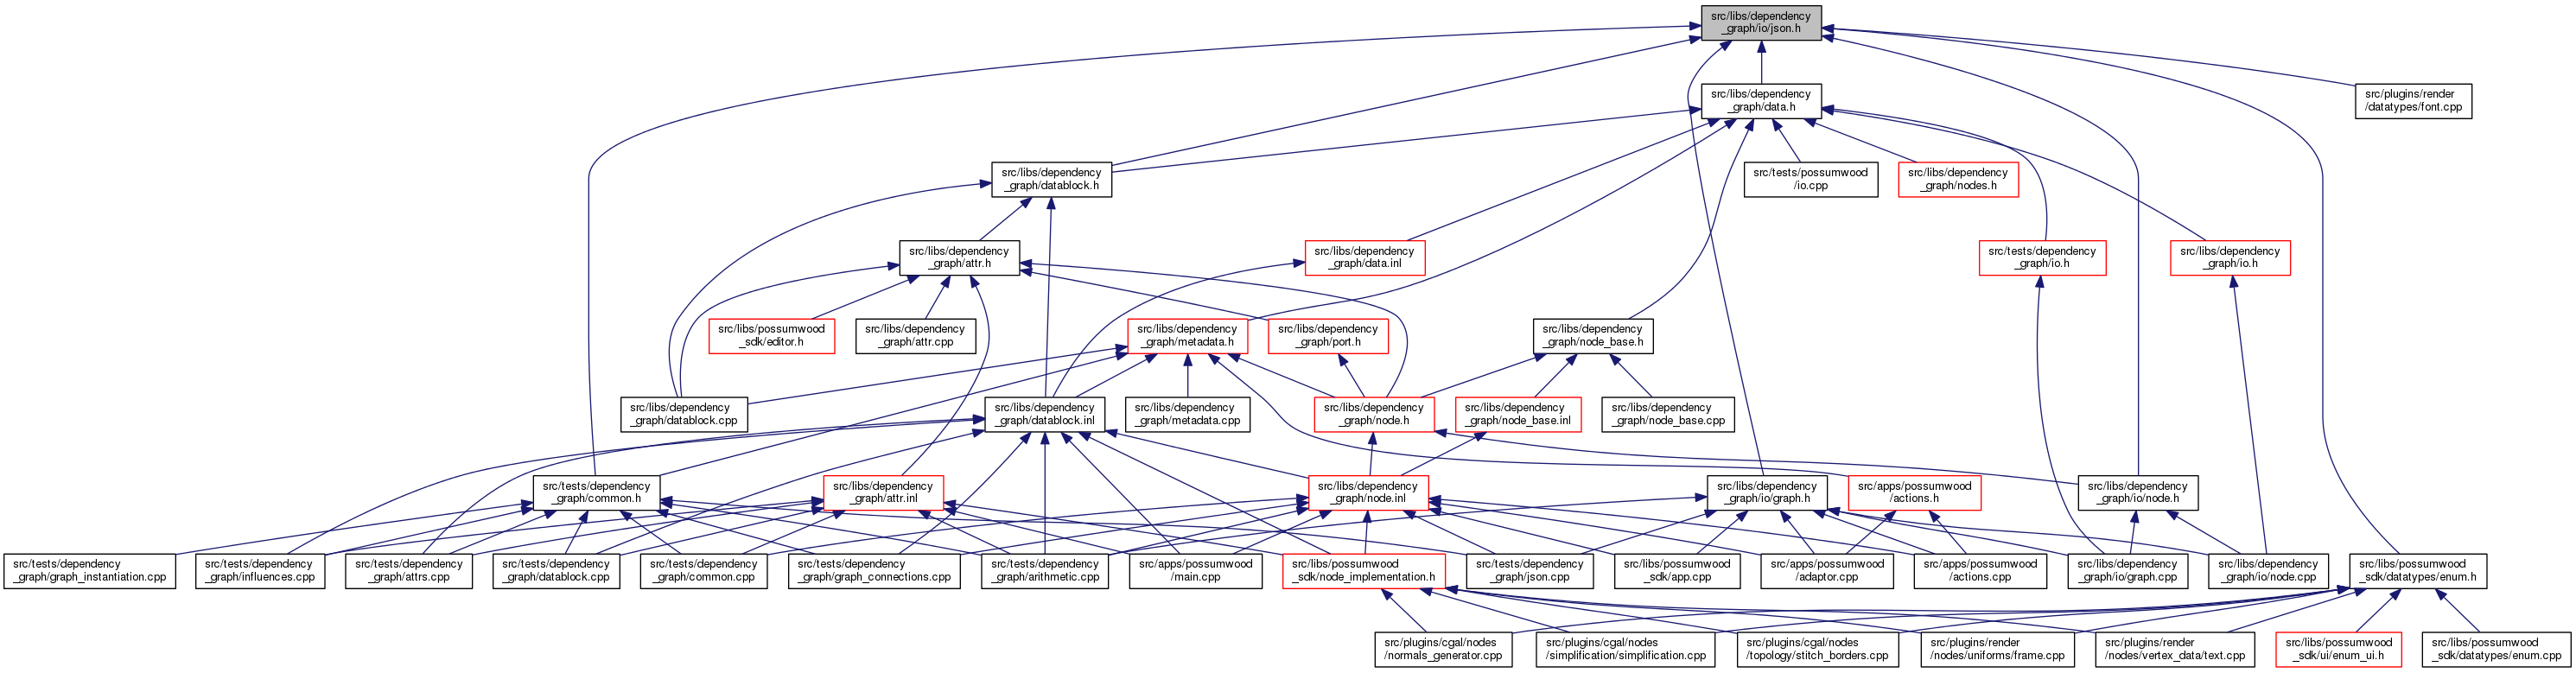 src/libs/dependency
_graph/io/json.h
src/libs/dependency
_graph/data.h
src/plugins/render
/datatypes/font.cpp
src/libs/dependency
_graph/datablock.h
src/tests/possumwood
/io.cpp
src/libs/dependency
_graph/nodes.h
src/libs/dependency
_graph/attr.h
src/libs/dependency
_graph/data.inl
src/tests/dependency
_graph/io.h
src/libs/dependency
_graph/io.h
src/libs/possumwood
_sdk/editor.h
src/libs/dependency
_graph/attr.cpp
src/libs/dependency
_graph/metadata.h
src/libs/dependency
_graph/port.h
src/libs/dependency
_graph/node_base.h
src/libs/dependency
_graph/datablock.cpp
src/libs/dependency
_graph/datablock.inl
src/libs/dependency
_graph/metadata.cpp
src/libs/dependency
_graph/node.h
src/libs/dependency
_graph/node_base.inl
src/libs/dependency
_graph/node_base.cpp
src/tests/dependency
_graph/common.h
src/libs/dependency
_graph/attr.inl
src/libs/dependency
_graph/node.inl
src/libs/dependency
_graph/io/graph.h
src/apps/possumwood
/actions.h
src/libs/dependency
_graph/io/node.h
src/tests/dependency
_graph/graph_instantiation.cpp
src/tests/dependency
_graph/influences.cpp
src/tests/dependency
_graph/attrs.cpp
src/tests/dependency
_graph/datablock.cpp
src/tests/dependency
_graph/common.cpp
src/tests/dependency
_graph/graph_connections.cpp
src/tests/dependency
_graph/arithmetic.cpp
src/apps/possumwood
/main.cpp
src/libs/possumwood
_sdk/node_implementation.h
src/tests/dependency
_graph/json.cpp
src/libs/possumwood
_sdk/app.cpp
src/apps/possumwood
/adaptor.cpp
src/apps/possumwood
/actions.cpp
src/libs/dependency
_graph/io/graph.cpp
src/libs/dependency
_graph/io/node.cpp
src/libs/possumwood
_sdk/datatypes/enum.h
src/plugins/cgal/nodes
/normals_generator.cpp
src/plugins/cgal/nodes
/simplification/simplification.cpp
src/plugins/cgal/nodes
/topology/stitch_borders.cpp
src/plugins/render
/nodes/uniforms/frame.cpp
src/plugins/render
/nodes/vertex_data/text.cpp
src/libs/possumwood
_sdk/ui/enum_ui.h
src/libs/possumwood
_sdk/datatypes/enum.cpp